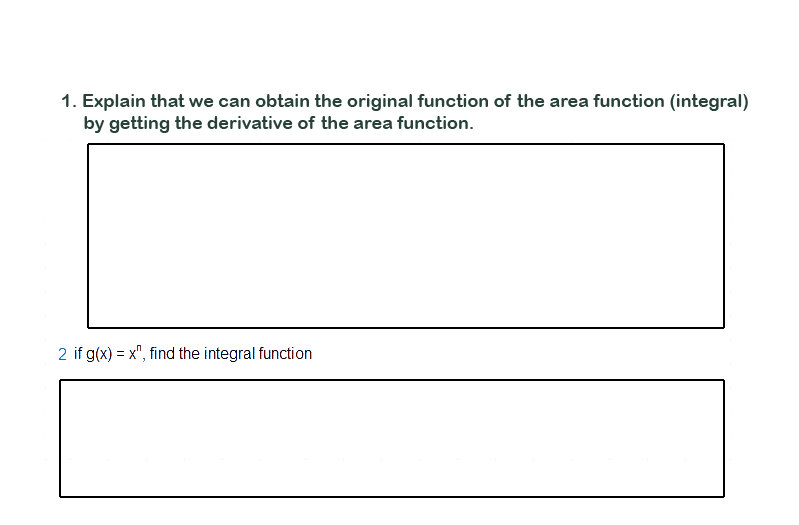 1. Explain that we can obtain the original function of the area function (integral)
by getting the derivative of the area function.
2 if g(x) = xⁿ, find the integral function